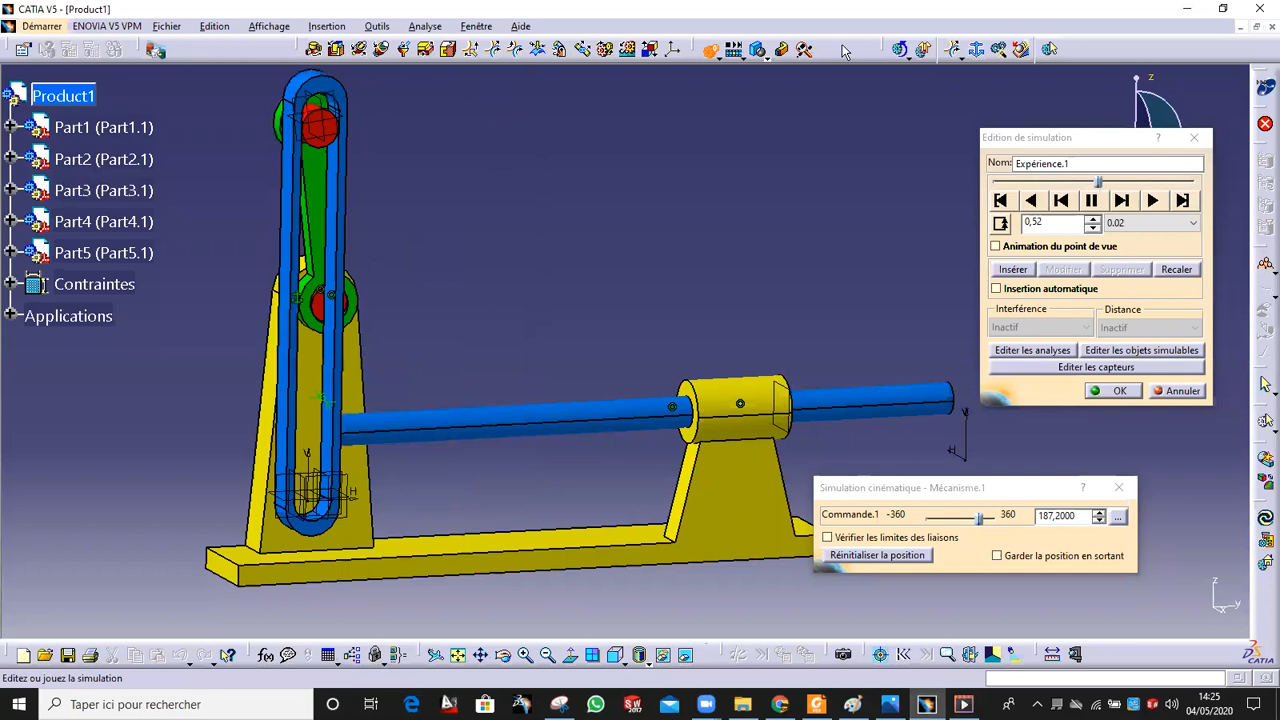 CATIA V5 - [Product1]
Démarrer ENOVIA V5 VPM Fichier Edition Affichage Insertion Outils Analyse Fenêtre Aide
Product1
Part1 (Part1.1)
Part2 (Part2.1)
Part3 (Part3.1)
Part4 (Part4.1)
Part5 (Part5.1)
Contraintes
Applications
z
Edition de simulation ?
Nom: Expérience.1
0,52 0.02
Animation du point de vue
Insérer Modifier Supprimer Recaler
Insertion automatique
Interférence Distance
Inactif Inactif
Editer les analyses Editer les objets simulables
Editer les capteurs
OK Annuler
V
H
V
H
Simulation cinématique - Mécanisme.1 ?
Commande.1 -360 360 187,2000 ...
Vérifier les limites des liaisons
Réinitialiser la position Garder la position en sortant
z
y
x
f(x)
CATIA
Editez ou jouez la simulation
Taper ici pour rechercher
14:25
04/05/2020